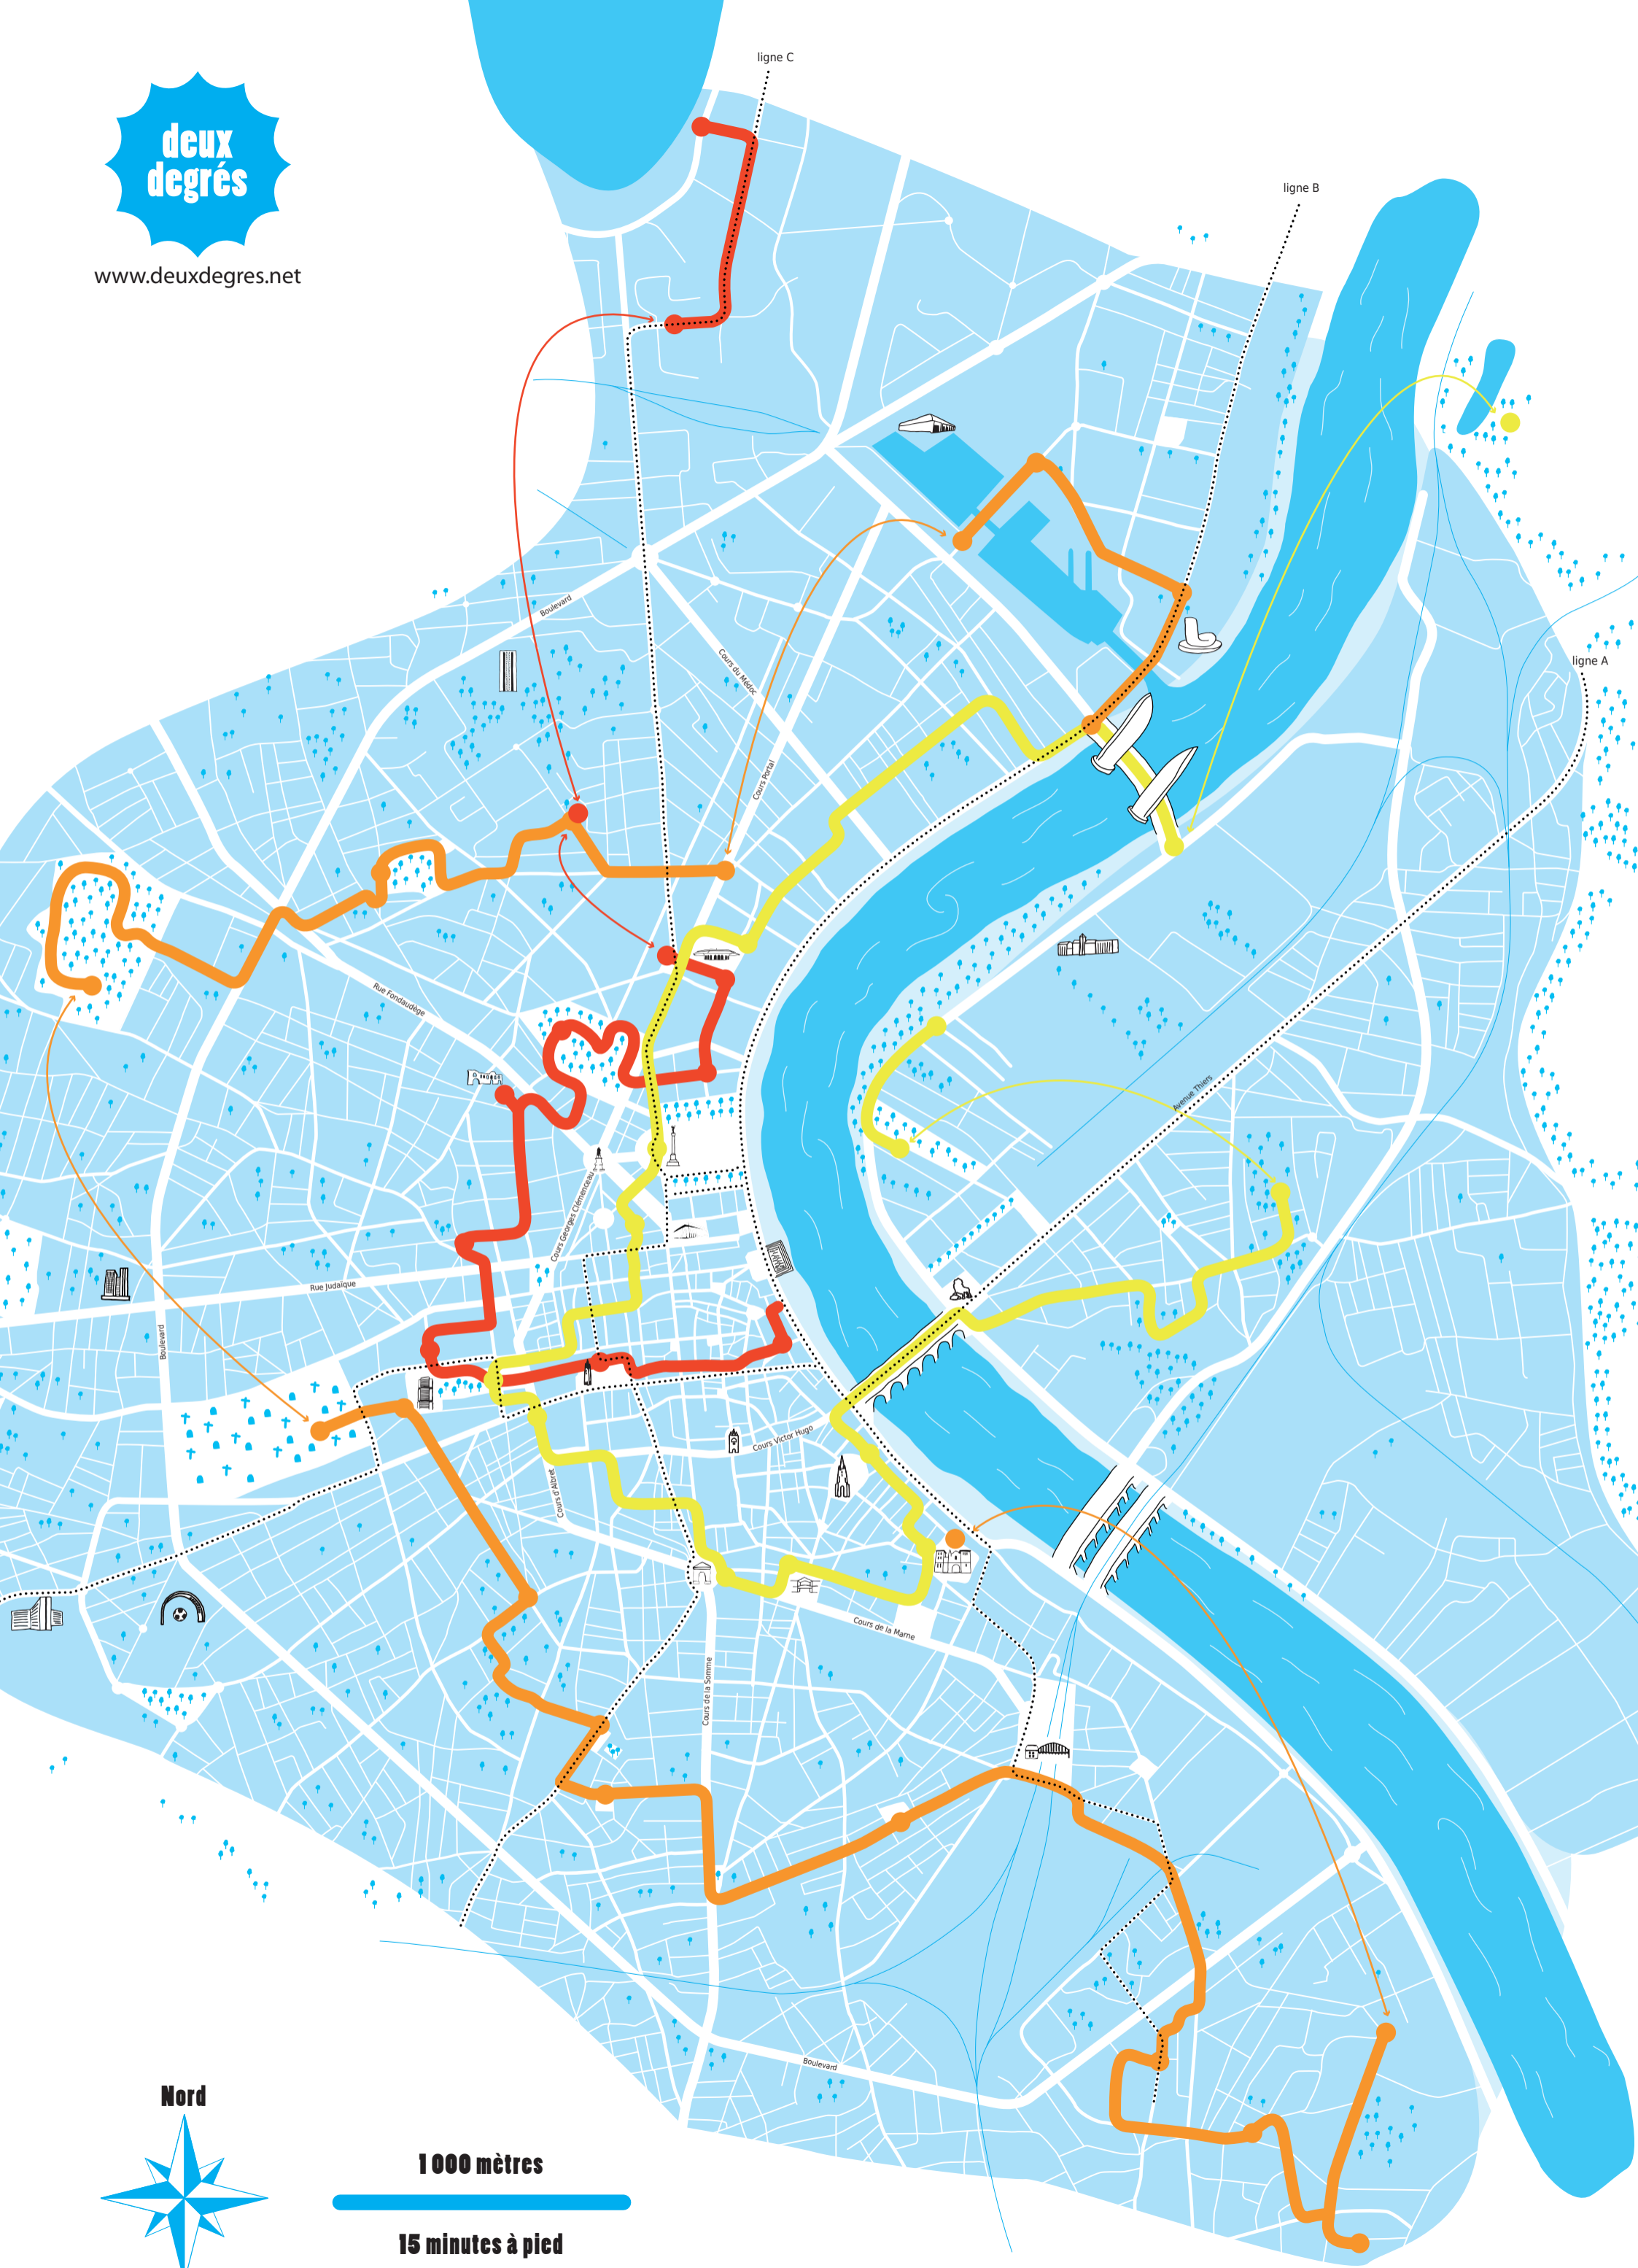 ligne C
deux
degrés
www.deuxdegres.net
ligne B
Boulevard
Cours du Médoc
ligne A
Cours Portal
Rue Fondaudège
Avenue Thiers
Cours Georges Clémenceau
Rue Judaïque
Boulevard
Cours Victor Hugo
Cours d'Albret
Cours de la Marne
Cours de la Somme
Boulevard
Nord
1 000 mètres
15 minutes à pied